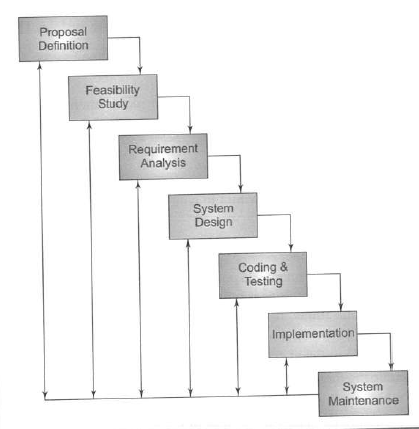 Proposal
Definition
Feasibility
Study
Requirement
Analysis
System
Design
Coding &
Testing
Implementation
System
Maintenance